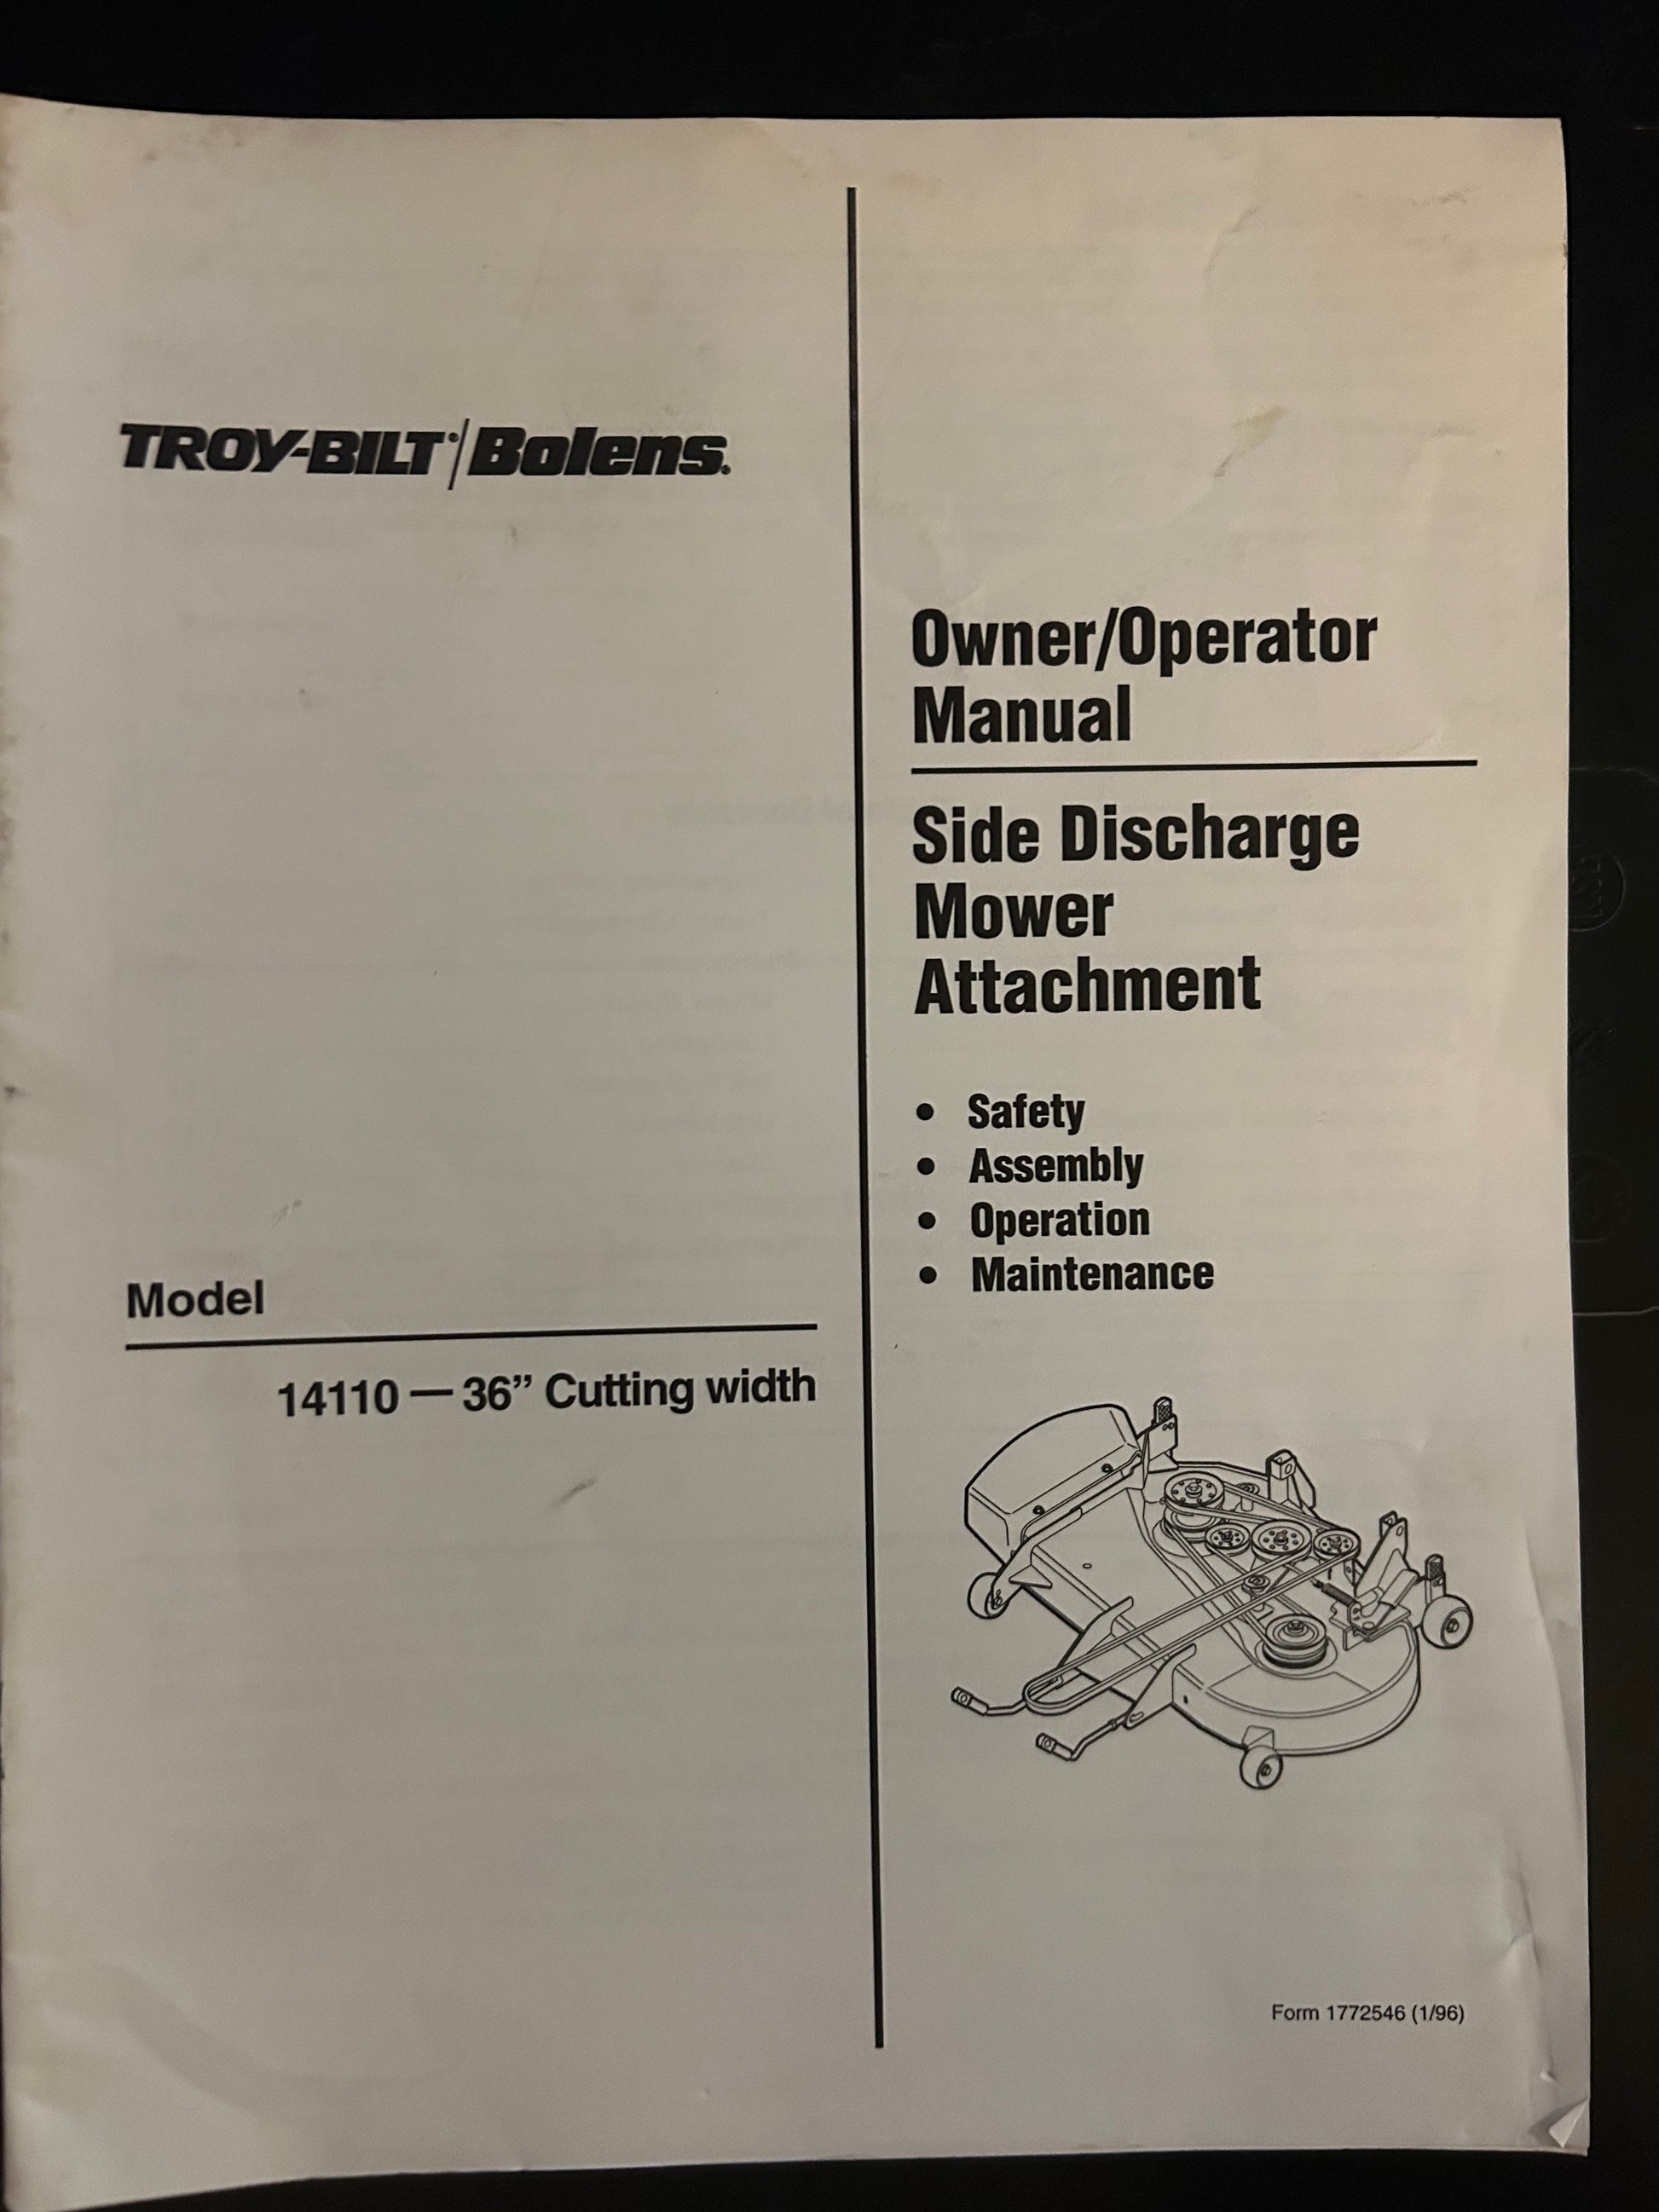 TROY-BILT®/Bolens®
Owner/Operator
Manual
Side Discharge
Mower
Attachment
• Safety
• Assembly
• Operation
• Maintenance
Model
14110 — 36” Cutting width
Form 1772546 (1/96)